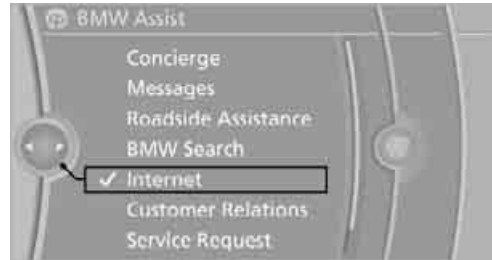 BMW Assist
Concierge
Messages
Roadside Assistance
BMW Search
Internet
Customer Relations
Service Request